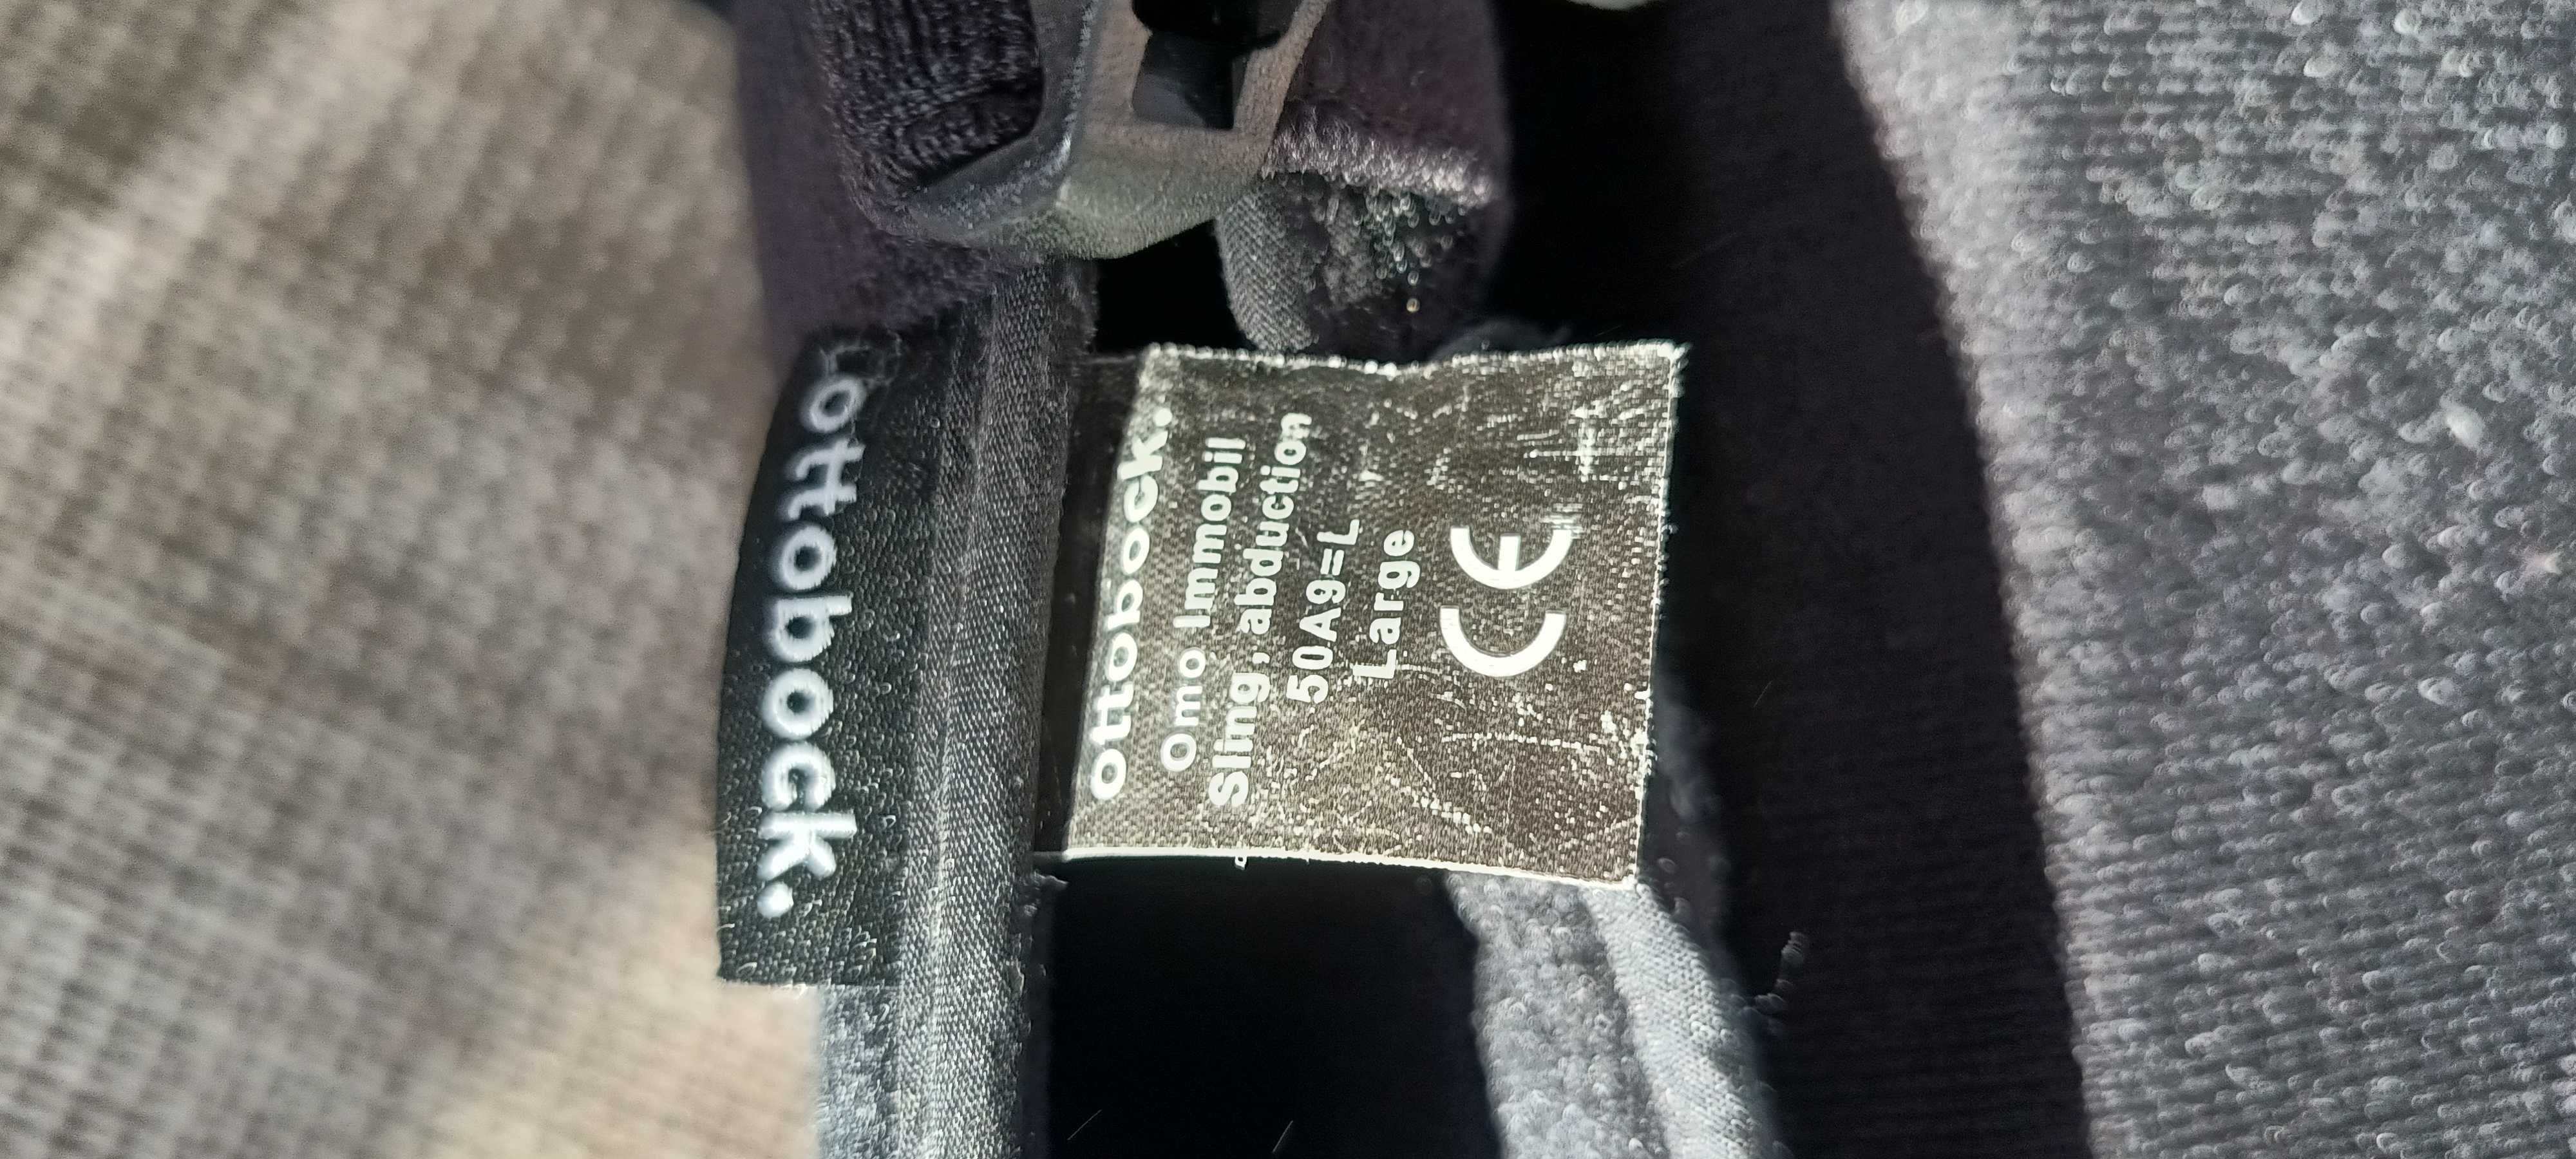 ottobock.
ottobock.
Omo Immobil
Sling, abduction
50A9=L
Large
CE